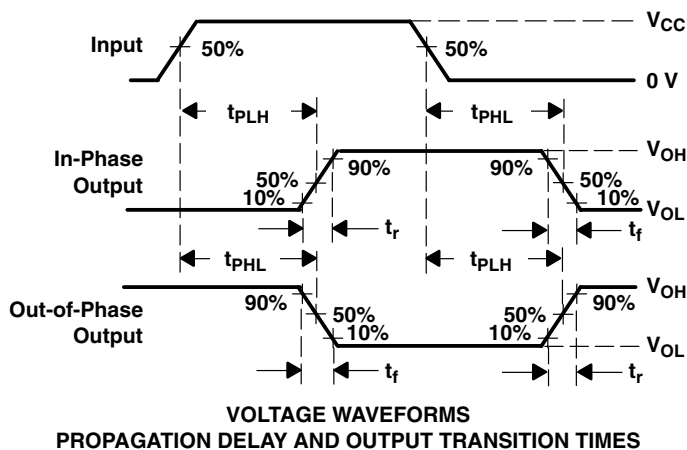 V_CC
Input
50%
50%
0 V
t_PLH
t_PHL
In-Phase
Output
V_OH
90%
90%
50%
50%
10%
10%
V_OL
t_r
t_f
t_PHL
t_PLH
Out-of-Phase
Output
V_OH
90%
90%
50%
50%
10%
10%
V_OL
t_f
t_r
VOLTAGE WAVEFORMS
PROPAGATION DELAY AND OUTPUT TRANSITION TIMES